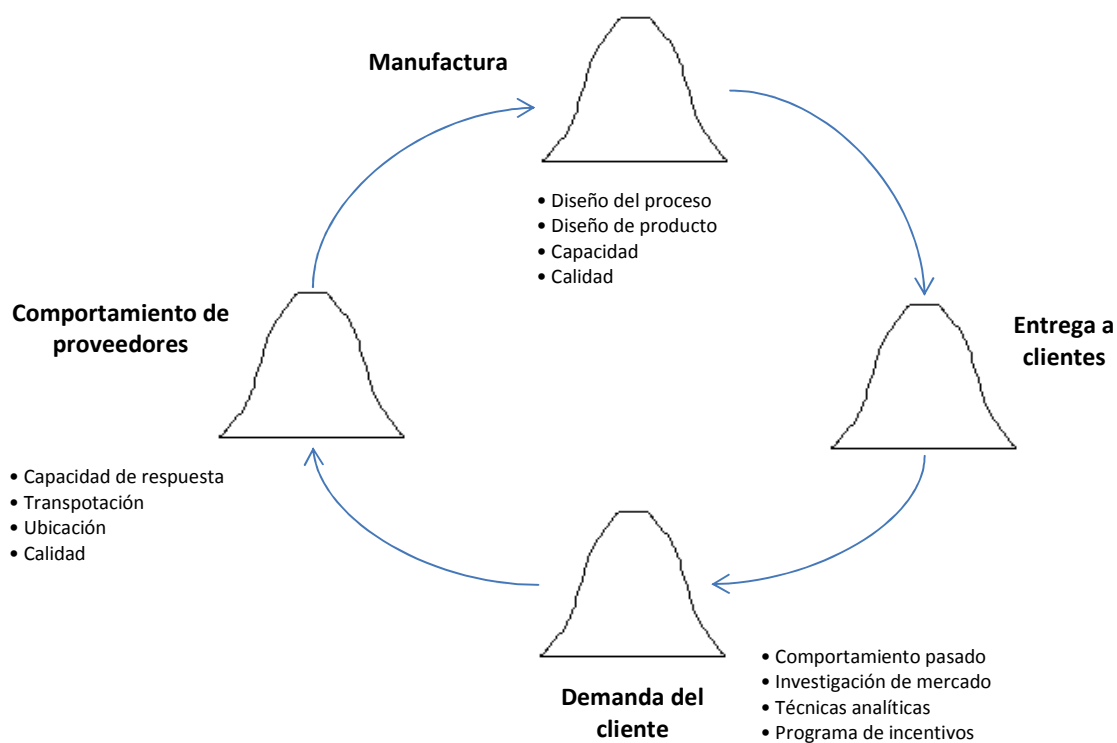 Manufactura
• Diseño del proceso
• Diseño de producto
• Capacidad
• Calidad
Comportamiento de
proveedores
• Capacidad de respuesta
• Transpotación
• Ubicación
• Calidad
Entrega a
clientes
Demanda del
cliente
• Comportamiento pasado
• Investigación de mercado
• Técnicas analíticas
• Programa de incentivos